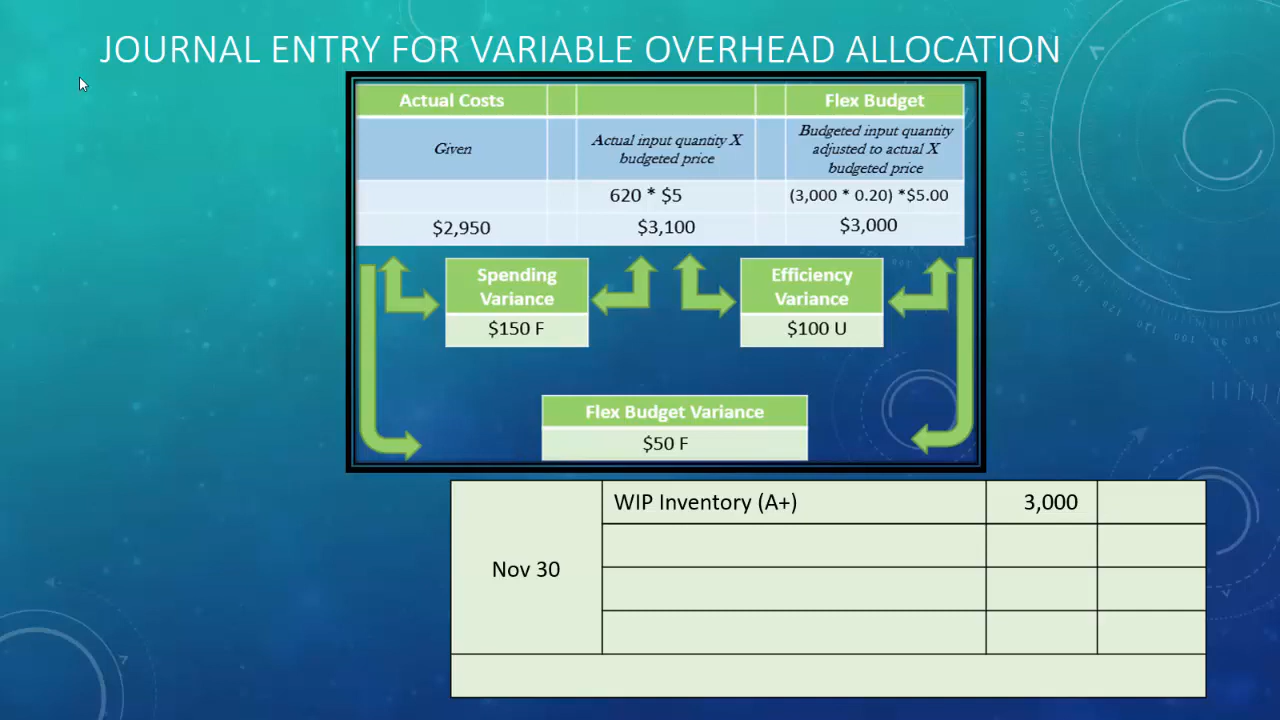 JOURNAL ENTRY FOR VARIABLE OVERHEAD ALLOCATION
Actual Costs
Flex Budget
Given
Actual input quantity X
budgeted price
Budgeted input quantity
adjusted to actual X
budgeted price
620 * $5
(3,000 * 0.20) *$5.00
$2,950
$3,100
$3,000
Spending
Variance
$150 F
Efficiency
Variance
$100 U
Flex Budget Variance
$50 F
Nov 30
WIP Inventory (A+)
3,000